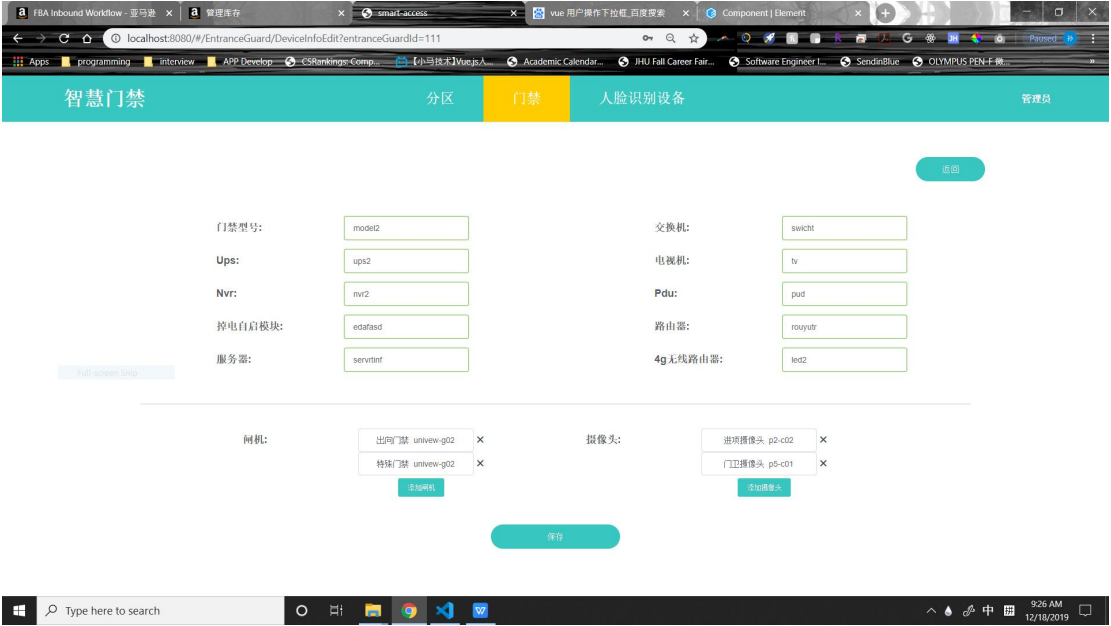 FBA Inbound Workflow - 亚马逊
管理库存
smart-access
vue 用户操作下拉框_百度搜索
Component | Element
localhost:8080/#/EntranceGuard/DeviceInfoEdit?entranceGuardId=111
Paused
Apps
programming
interview
APP Develop
CSRankings: Comp...
【小马技术】Vue.js人...
Academic Calendar...
JHU Fall Career Fair...
Software Engineer I...
SendinBlue
OLYMPUS PEN-F 微...
智慧门禁
分区
门禁
人脸识别设备
管理员
返回
门禁型号: model2
交换机: swicht
Ups: ups2
电视机: tv
Nvr: nvr2
Pdu: pud
掉电自启模块: edafasd
路由器: rouyutr
服务器: servrtinf
4g无线路由器: led2
Full-screen Snip
闸机:
出向门禁 univew-g02
特殊门禁 univew-g02
添加闸机
摄像头:
进项摄像头 p2-c02
门卫摄像头 p5-c01
添加摄像头
保存
Type here to search
中
拼
9:26 AM
12/18/2019